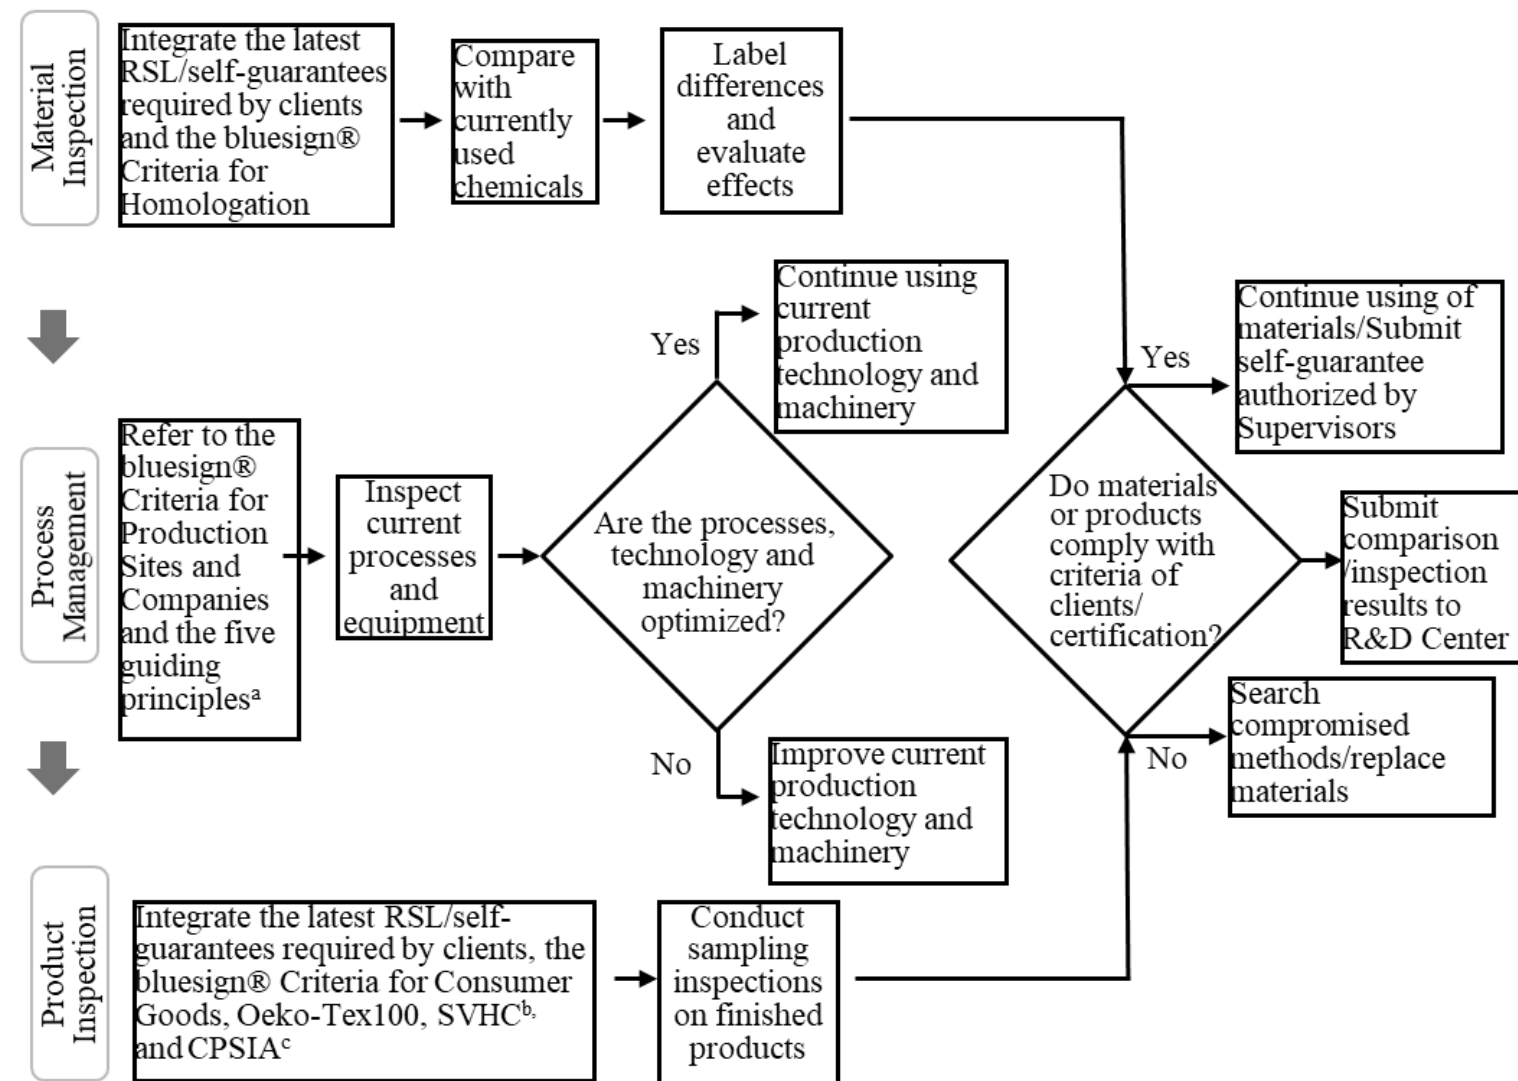 Material
Inspection
Integrate the latest
RSL/self-guarantees
required by clients
and the bluesign®
Criteria for
Homologation
Compare
with
currently
used
chemicals
Label
differences
and
evaluate
effects
Process
Management
Refer to the
bluesign®
Criteria for
Production
Sites and
Companies
and the five
guiding
principlesᵃ
Inspect
current
processes
and
equipment
Are the processes,
technology and
machinery
optimized?
Yes
Continue using
current
production
technology and
machinery
No
Improve current
production
technology and
machinery
Do materials
or products
comply with
criteria of
clients/
certification?
Yes
Continue using of
materials/Submit
self-guarantee
authorized by
Supervisors
Submit
comparison
/inspection
results to
R&D Center
No
Search
compromised
methods/replace
materials
Product
Inspection
Integrate the latest RSL/self-
guarantees required by clients, the
bluesign® Criteria for Consumer
Goods, Oeko-Tex100, SVHCᵇ,
and CPSIAᶜ
Conduct
sampling
inspections
on finished
products